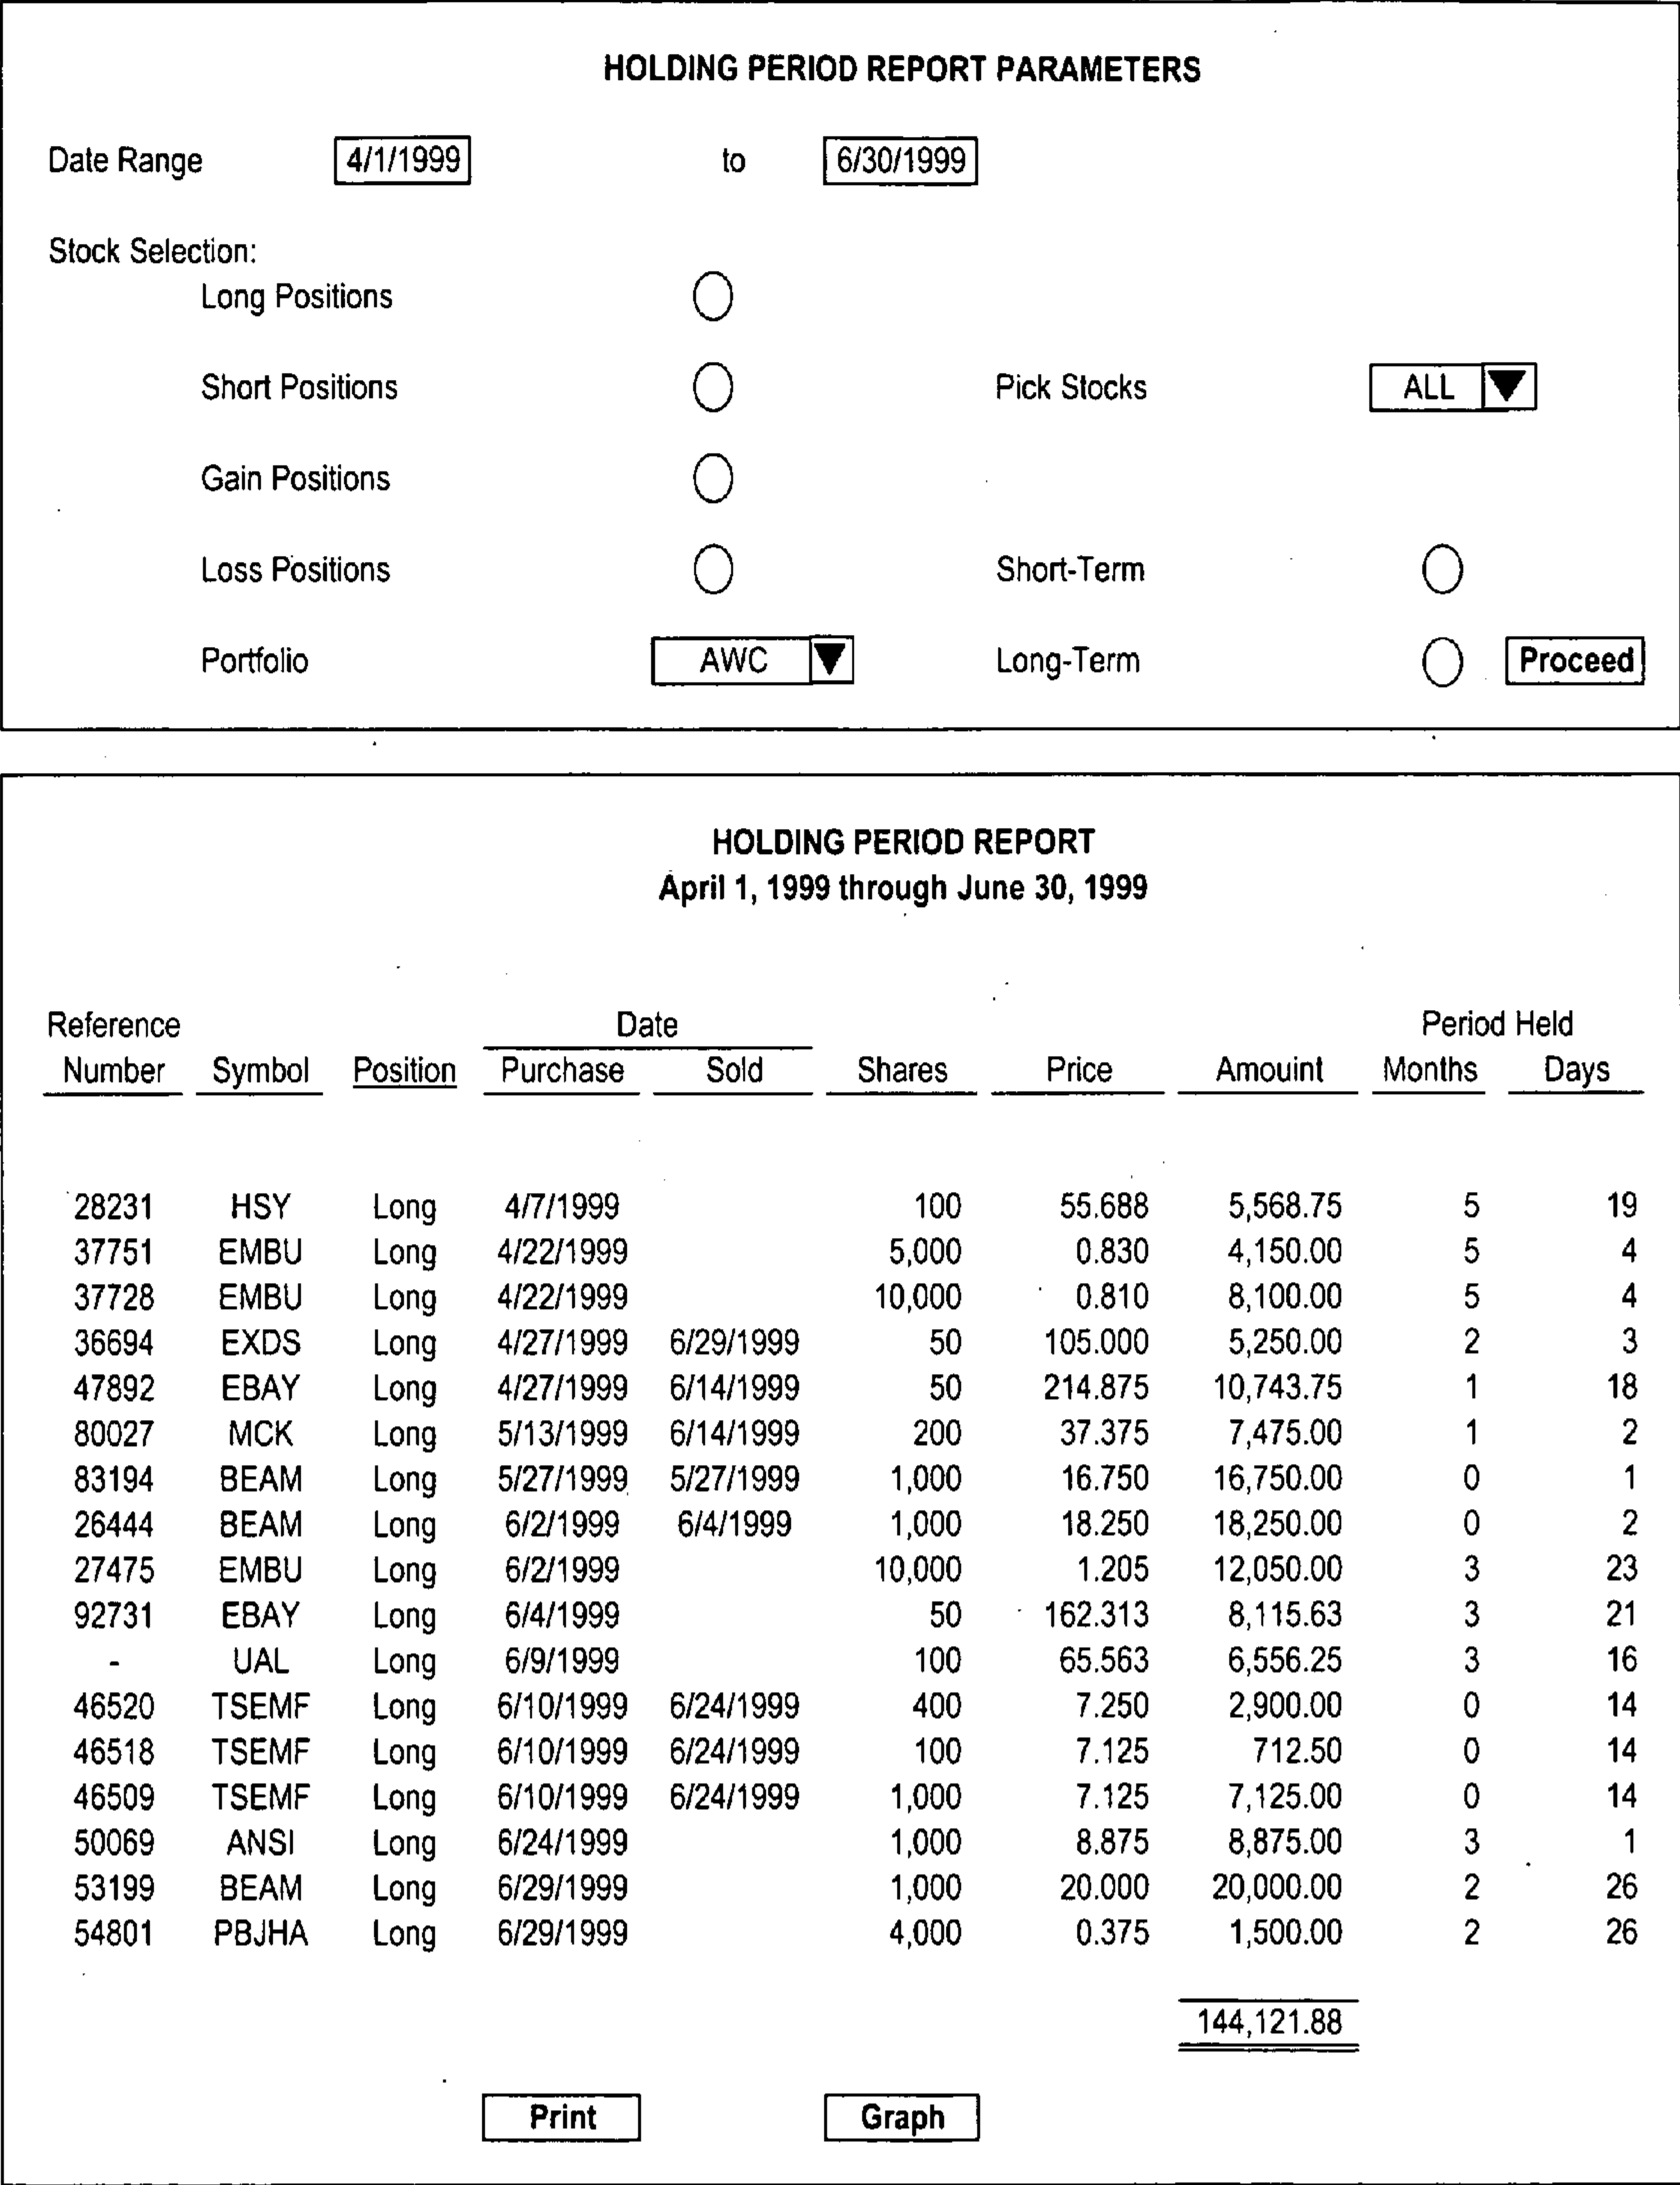 HOLDING PERIOD REPORT PARAMETERS
Date Range 4/1/1999 to 6/30/1999
Stock Selection:
Long Positions
Short Positions Pick Stocks ALL
Gain Positions
Loss Positions Short-Term
Portfolio AWC Long-Term Proceed
HOLDING PERIOD REPORT
April 1, 1999 through June 30, 1999
Reference Date Period Held
Number Symbol Position Purchase Sold Shares Price Amouint Months Days
28231 HSY Long 4/7/1999 100 55.688 5,568.75 5 19
37751 EMBU Long 4/22/1999 5,000 0.830 4,150.00 5 4
37728 EMBU Long 4/22/1999 10,000 0.810 8,100.00 5 4
36694 EXDS Long 4/27/1999 6/29/1999 50 105.000 5,250.00 2 3
47892 EBAY Long 4/27/1999 6/14/1999 50 214.875 10,743.75 1 18
80027 MCK Long 5/13/1999 6/14/1999 200 37.375 7,475.00 1 2
83194 BEAM Long 5/27/1999 5/27/1999 1,000 16.750 16,750.00 0 1
26444 BEAM Long 6/2/1999 6/4/1999 1,000 18.250 18,250.00 0 2
27475 EMBU Long 6/2/1999 10,000 1.205 12,050.00 3 23
92731 EBAY Long 6/4/1999 50 162.313 8,115.63 3 21
- UAL Long 6/9/1999 100 65.563 6,556.25 3 16
46520 TSEMF Long 6/10/1999 6/24/1999 400 7.250 2,900.00 0 14
46518 TSEMF Long 6/10/1999 6/24/1999 100 7.125 712.50 0 14
46509 TSEMF Long 6/10/1999 6/24/1999 1,000 7.125 7,125.00 0 14
50069 ANSI Long 6/24/1999 1,000 8.875 8,875.00 3 1
53199 BEAM Long 6/29/1999 1,000 20.000 20,000.00 2 26
54801 PBJHA Long 6/29/1999 4,000 0.375 1,500.00 2 26
144,121.88
Print Graph